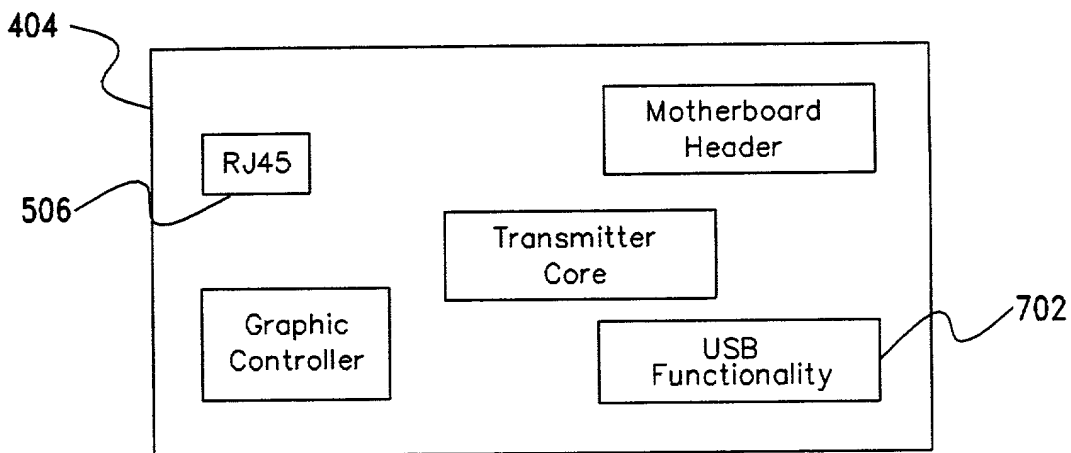 404
Motherboard
Header
RJ45
506
Transmitter
Core
Graphic
Controller
USB
Functionality
702